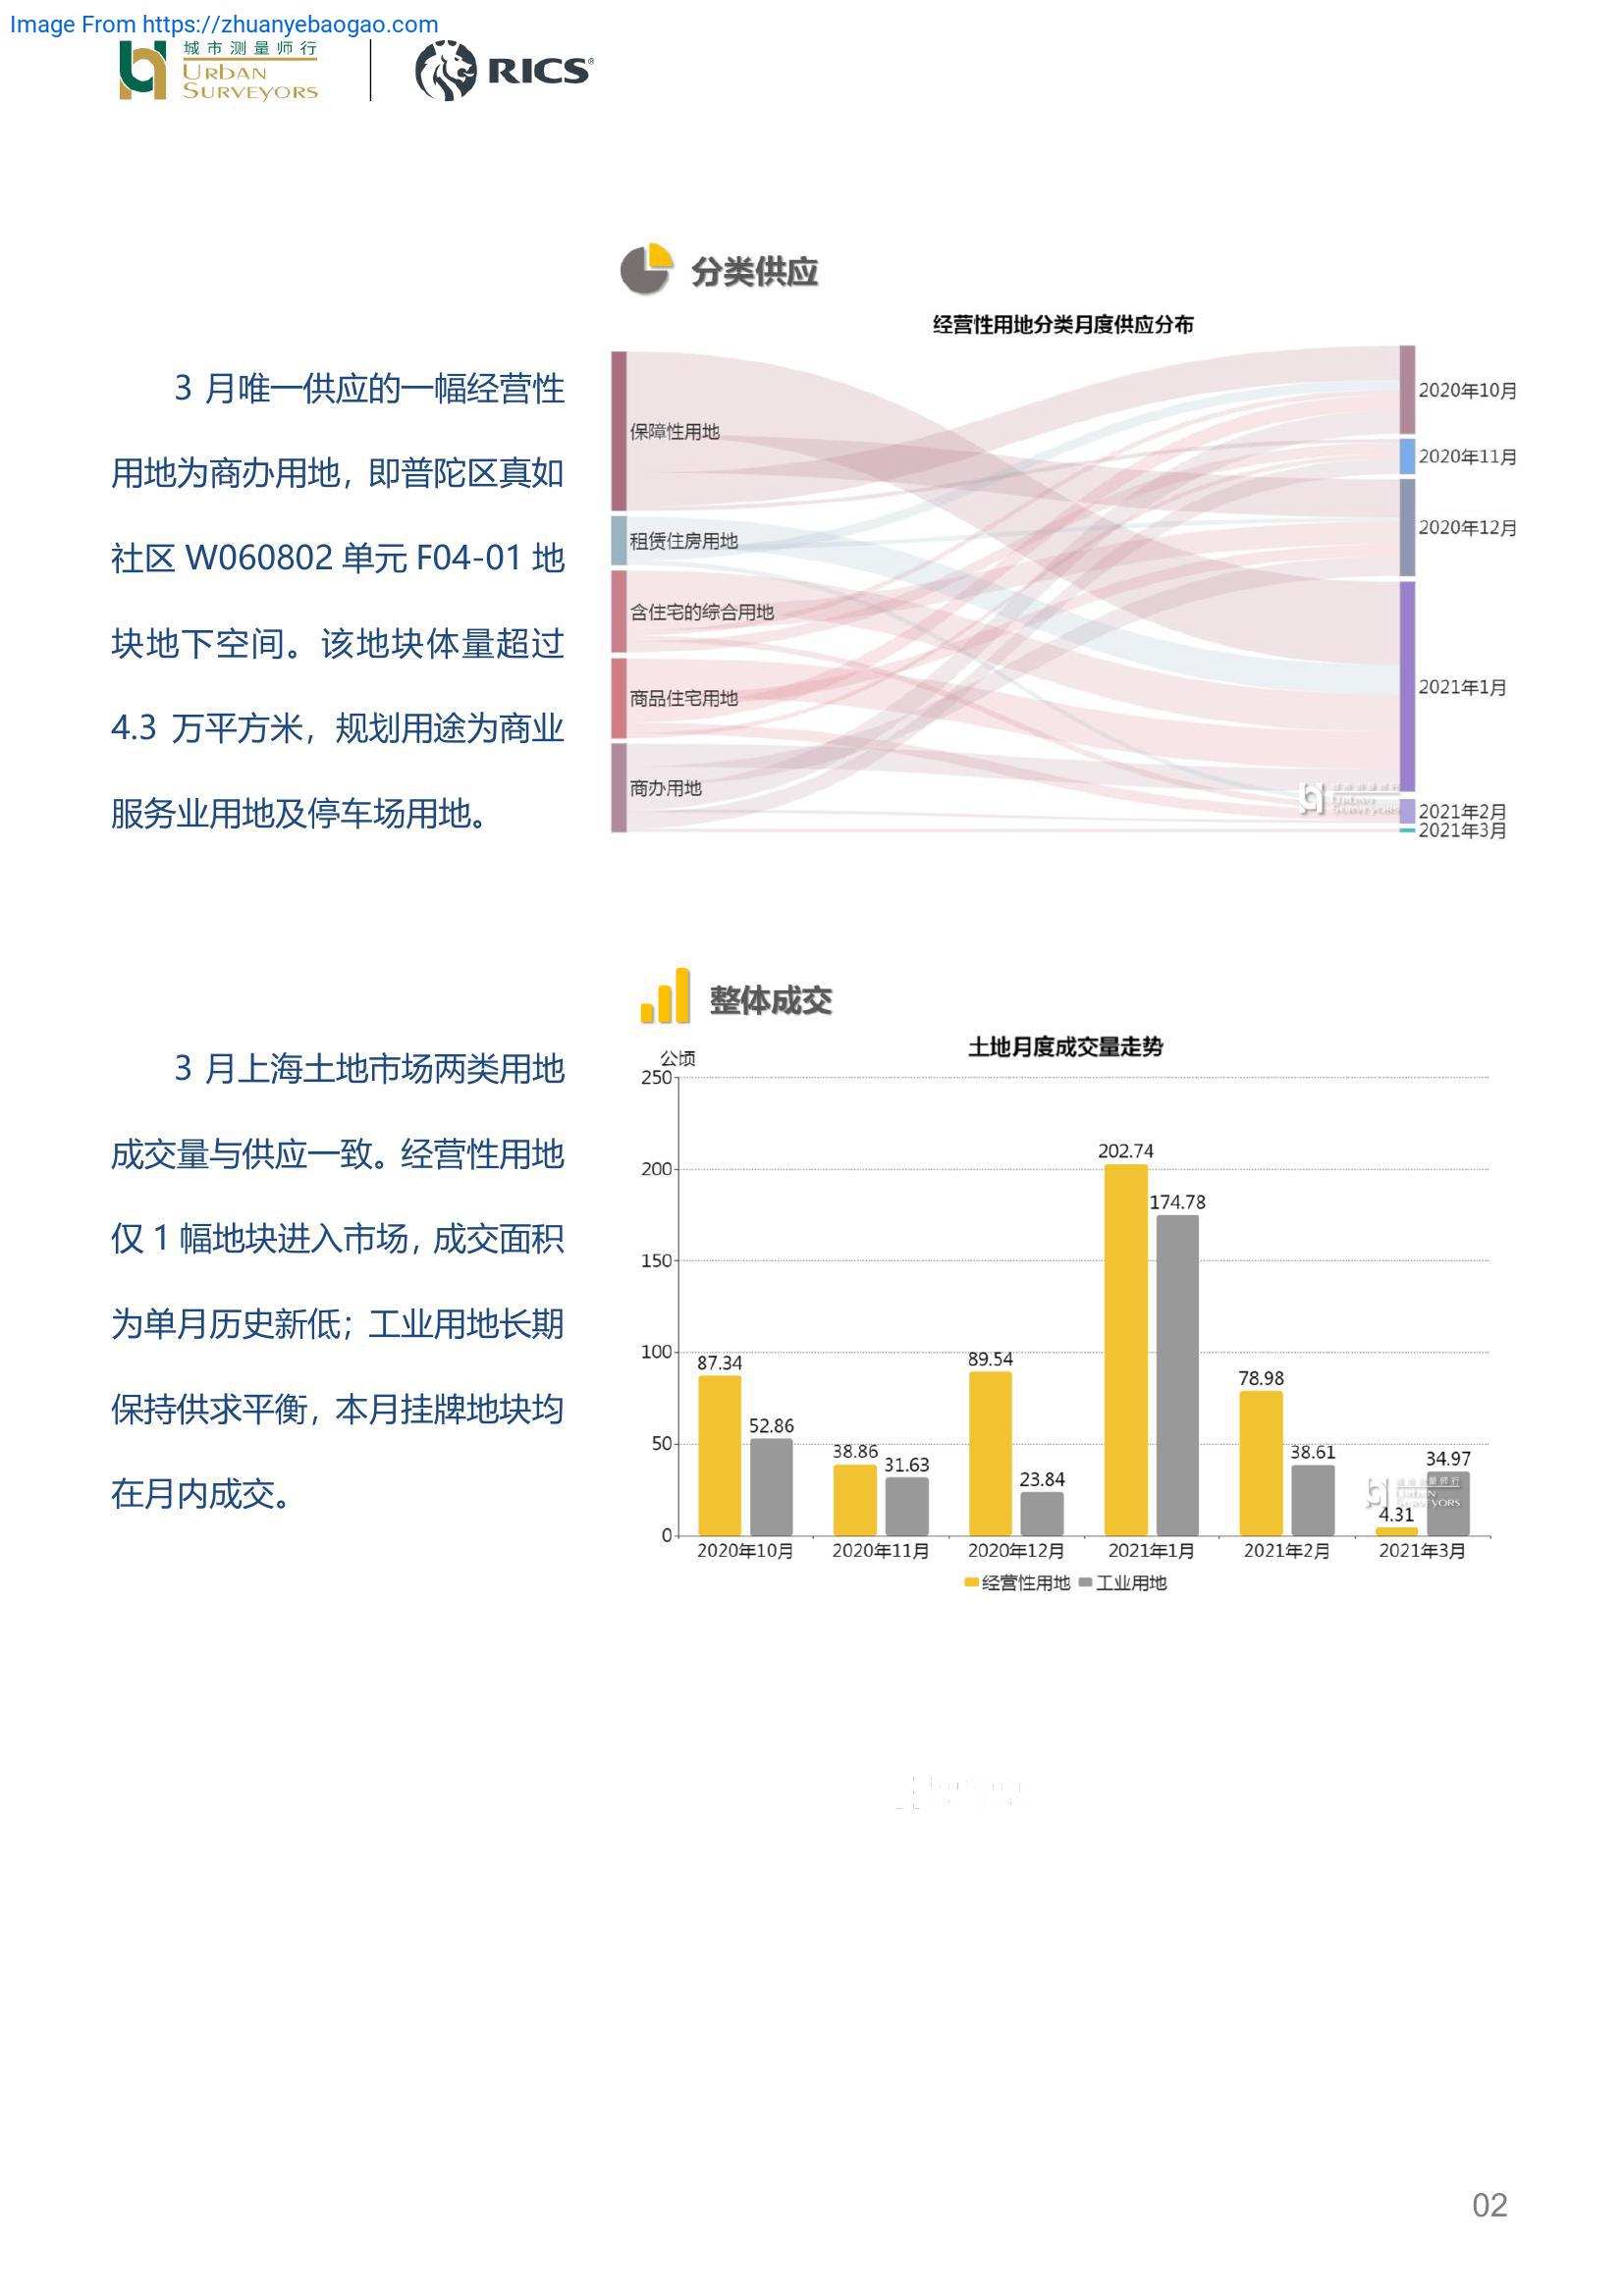 Image From https://zhuanyebaogao.com
城市测量师行
URBAN
SURVEYORS
RICS®
分类供应
经营性用地分类月度供应分布
3 月唯一供应的一幅经营性
用地为商办用地，即普陀区真如
社区 W060802 单元 F04-01 地
块地下空间。该地块体量超过
4.3 万平方米，规划用途为商业
服务业用地及停车场用地。
保障性用地
租赁住房用地
含住宅的综合用地
商品住宅用地
商办用地
2020年10月
2020年11月
2020年12月
2021年1月
2021年2月
2021年3月
城市测量师行
URBAN
SURVEYORS
整体成交
土地月度成交量走势
3 月上海土地市场两类用地
成交量与供应一致。经营性用地
仅 1 幅地块进入市场，成交面积
为单月历史新低；工业用地长期
保持供求平衡，本月挂牌地块均
在月内成交。
公顷
250
200
150
100
50
0
87.34
52.86
38.86
31.63
89.54
23.84
202.74
174.78
78.98
38.61
4.31
34.97
城市测量师行
URBAN
SURVEYORS
2020年10月
2020年11月
2020年12月
2021年1月
2021年2月
2021年3月
经营性用地
工业用地
02